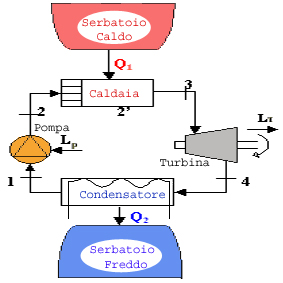 Serbatoio
Caldo
Q1
3
2
Caldaia
2'
Pompa
Lp
LT
Turbina
1
4
Condensatore
Q2
Serbatoio
Freddo